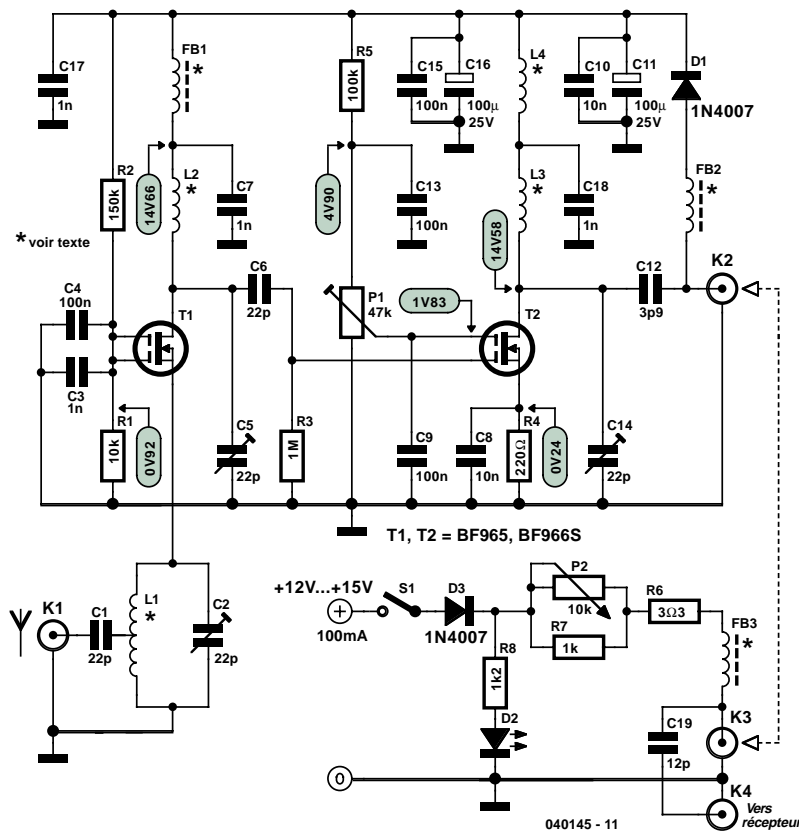 FB1
*
C17
1n
R5
100k
C15
100n
C16
100µ
25V
L4
*
C10
10n
C11
100µ
25V
D1
1N4007
R2
150k
14V66
L2
*
C7
1n
4V90
C13
100n
L3
*
14V58
C18
1n
FB2
*
* voir texte
K2
C4
100n
C6
22p
C12
3p9
T1
P1
47k
1V83
T2
C3
1n
R1
10k
0V92
C5
22p
R3
1M
C9
100n
C8
10n
R4
220Ω
0V24
C14
22p
T1, T2 = BF965, BF966S
K1
C1
22p
L1
*
C2
22p
+12V...+15V
100mA
S1
D3
1N4007
P2
10k
R7
1k
R6
3Ω3
FB3
*
R8
1k2
D2
C19
12p
K3
0
K4
Vers
récepteur
040145 - 11